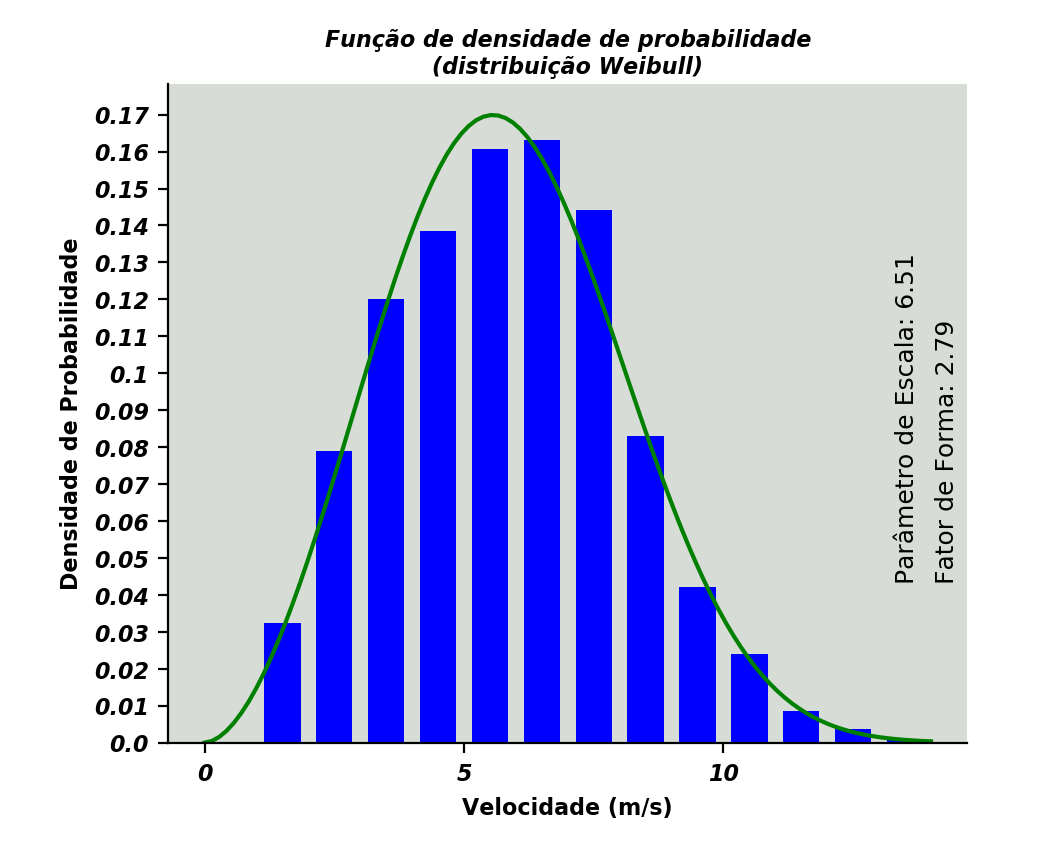 Função de densidade de probabilidade
(distribuição Weibull)
Densidade de Probabilidade
0.17
0.16
0.15
0.14
0.13
0.12
0.11
0.1
0.09
0.08
0.07
0.06
0.05
0.04
0.03
0.02
0.01
0.0
Parâmetro de Escala: 6.51
Fator de Forma: 2.79
0 5 10
Velocidade (m/s)